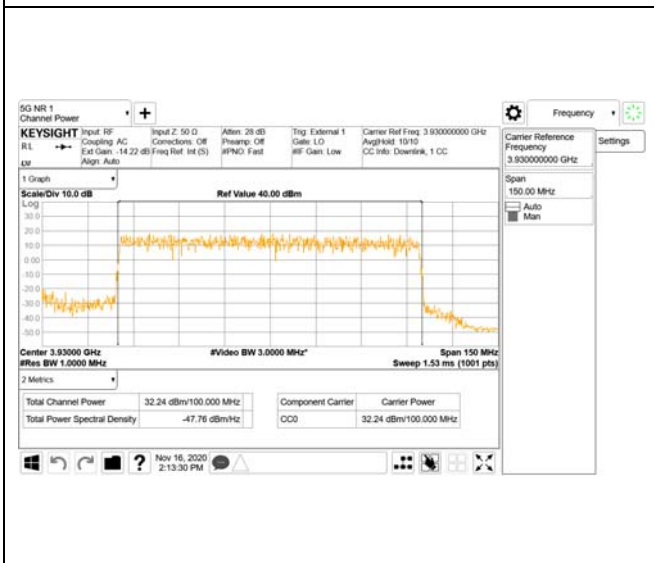 5G NR 1
Channel Power
Frequency
KEYSIGHT
RL
Input: RF
Coupling: AC
Ext Gain: -14.22 dB
Align: Auto
Input Z: 50 Ω
Corrections: Off
Freq Ref: Int (S)
Atten: 28 dB
Preamp: Off
#PNO: Fast
Trig: External 1
Gate: LO
#IF Gain: Low
Carrier Ref Freq: 3.930000000 GHz
Avg|Hold: 10/10
CC Info: Downlink, 1 CC
Carrier Reference
Frequency
3.930000000 GHz
Settings
Span
150.00 MHz
Auto
Man
1 Graph
Scale/Div 10.0 dB
Ref Value 40.00 dBm
Log
30.0
20.0
10.0
0.00
-10.0
-20.0
-30.0
-40.0
-50.0
Center 3.93000 GHz
#Video BW 3.0000 MHz*
Span 150 MHz
#Res BW 1.0000 MHz
Sweep 1.53 ms (1001 pts)
2 Metrics
Total Channel Power 32.24 dBm/100.000 MHz
Total Power Spectral Density -47.76 dBm/Hz
Component Carrier Carrier Power
CC0 32.24 dBm/100.000 MHz
?
Nov 16, 2020
2:13:30 PM